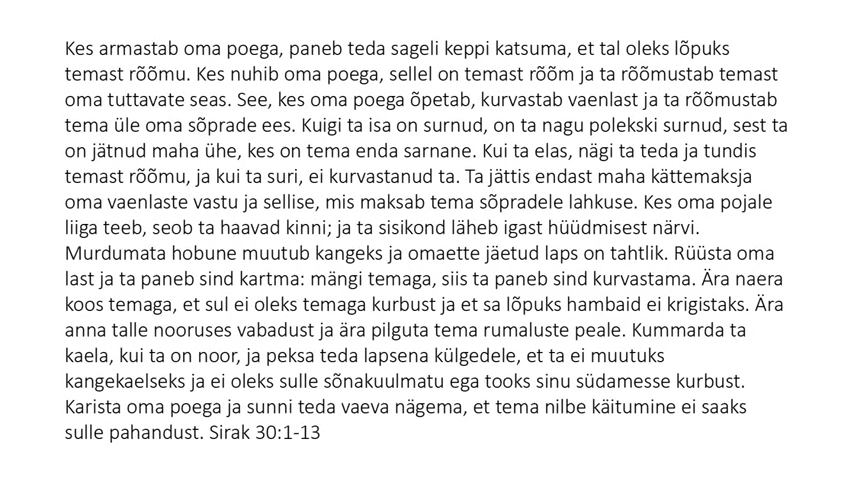 Kes armastab oma poega, paneb teda sageli keppi katsuma, et tal oleks lõpuks
temast rõõmu. Kes nuhib oma poega, sellel on temast rõõm ja ta rõõmustab temast
oma tuttavate seas. See, kes oma poega õpetab, kurvastab vaenlast ja ta rõõmustab
tema üle oma sõprade ees. Kuigi ta isa on surnud, on ta nagu polekski surnud, sest ta
on jätnud maha ühe, kes on tema enda sarnane. Kui ta elas, nägi ta teda ja tundis
temast rõõmu, ja kui ta suri, ei kurvastanud ta. Ta jättis endast maha kättemaksja
oma vaenlaste vastu ja sellise, mis maksab tema sõpradele lahkuse. Kes oma pojale
liiga teeb, seob ta haavad kinni; ja ta sisikond läheb igast hüüdmisest närvi.
Murdumata hobune muutub kangeks ja omaette jäetud laps on tahtlik. Rüüsta oma
last ja ta paneb sind kartma: mängi temaga, siis ta paneb sind kurvastama. Ära naera
koos temaga, et sul ei oleks temaga kurbust ja et sa lõpuks hambaid ei krigistaks. Ära
anna talle nooruses vabadust ja ära pilguta tema rumaluste peale. Kummarda ta
kaela, kui ta on noor, ja peksa teda lapsena külgedele, et ta ei muutuks
kangekaelseks ja ei oleks sulle sõnakuulmatu ega tooks sinu südamesse kurbust.
Karista oma poega ja sunni teda vaeva nägema, et tema nilbe käitumine ei saaks
sulle pahandust. Sirak 30:1-13